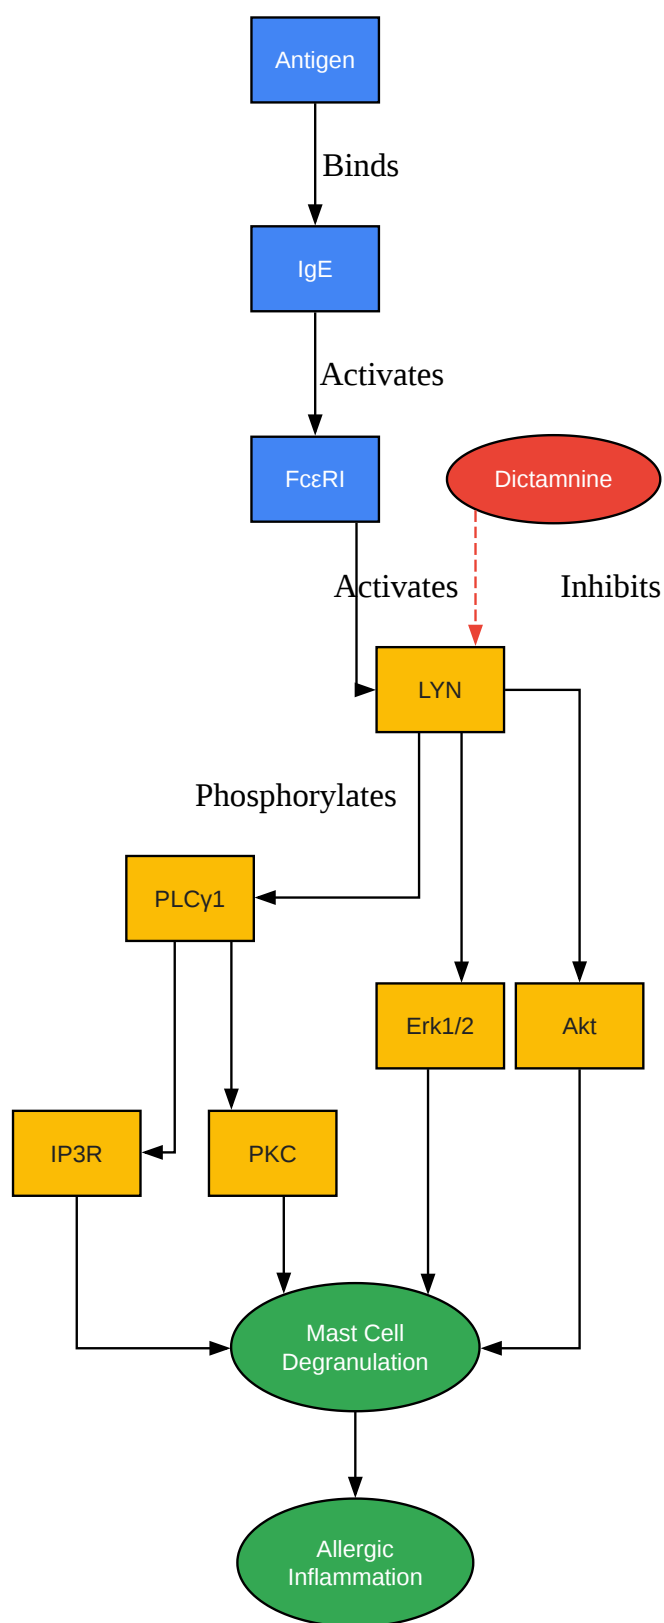 Antigen
Binds
IgE
Activates
FcεRI
Dictamnine
Activates
Inhibits
LYN
Phosphorylates
PLCγ1
Erk1/2
Akt
IP3R
PKC
Mast Cell
Degranulation
Allergic
Inflammation